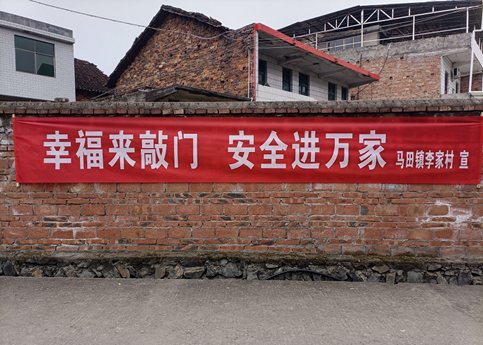 幸福来敲门 安全进万家 马田镇李家村 宣